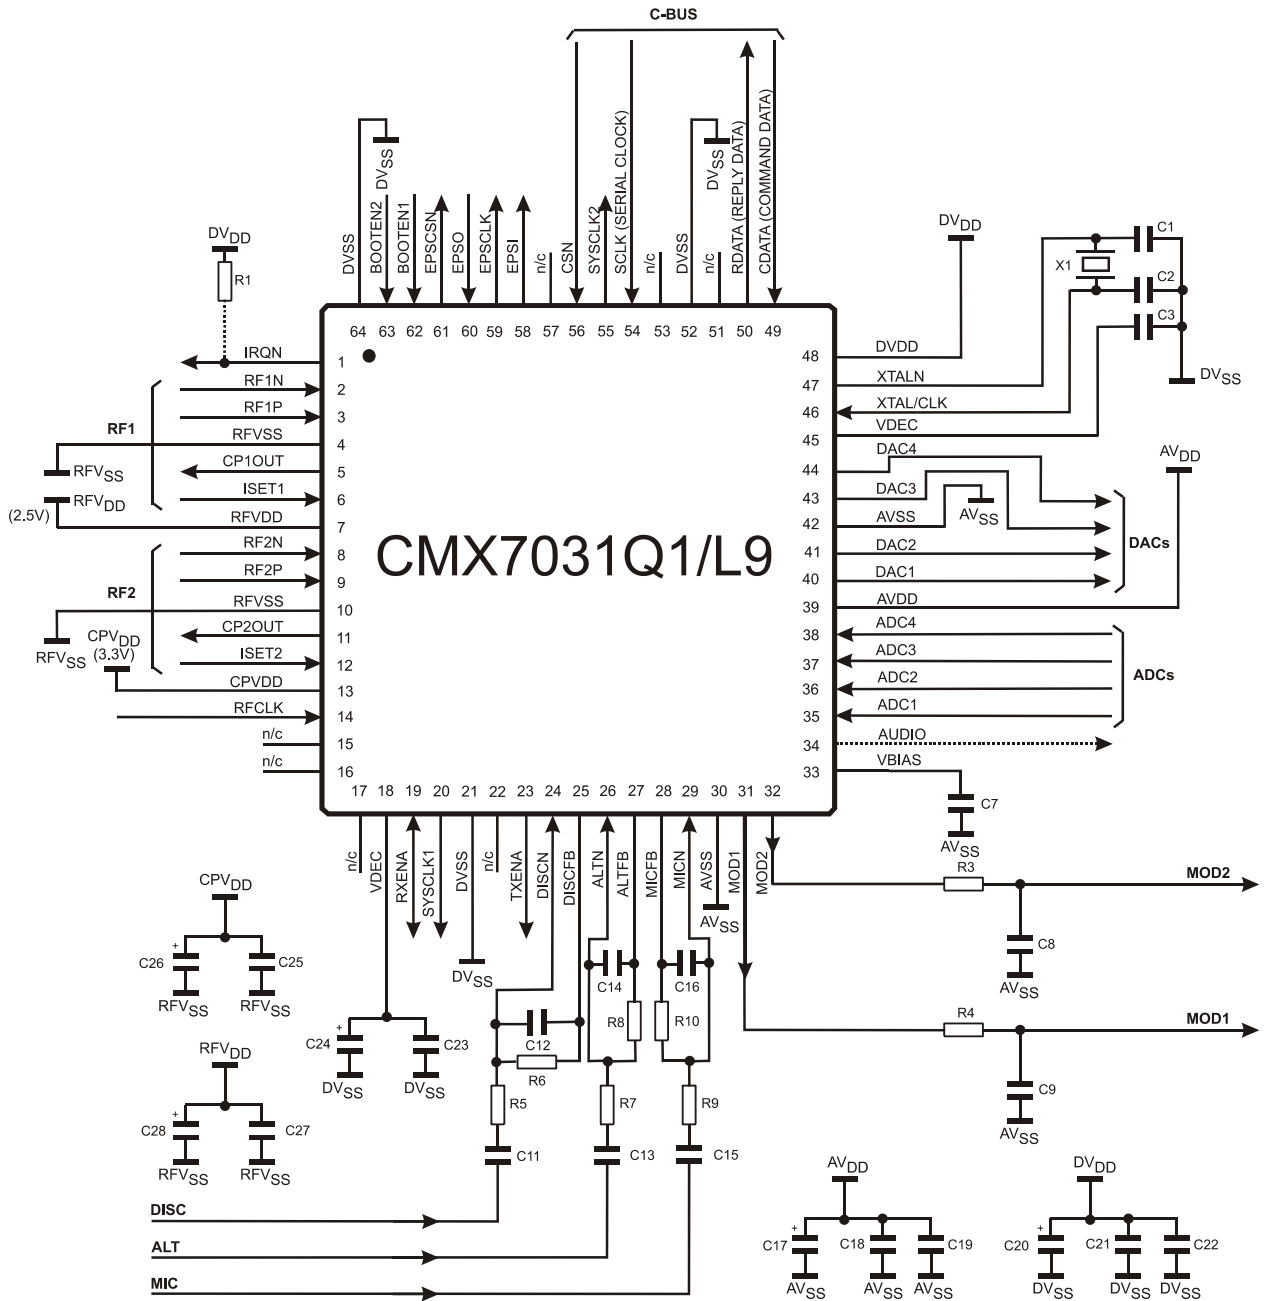 C-BUS
DVSS
BOOTEN2
BOOTEN1
EPSCSN
EPSO
EPSCLK
EPSI
n/c
CSN
SYSCLK2
SCLK (SERIAL CLOCK)
n/c
DVSS
n/c
RDATA (REPLY DATA)
CDATA (COMMAND DATA)
DVSS
DVSS
64 63 62 61 60 59 58 57 56 55 54 53 52 51 50 49
DVDD
R1
IRQN 1
RF1N 2
RF1P 3
RFVSS 4
CP1OUT 5
ISET1 6
RFVDD 7
RF2N 8
RF2P 9
RFVSS 10
CP2OUT 11
ISET2 12
CPVDD 13
RFCLK 14
n/c 15
n/c 16
RF1
RFVSS
RFVDD
(2.5V)
RF2
CPVDD
(3.3V)
RFVSS
CMX7031Q1/L9
48 DVDD
47 XTALN
46 XTAL/CLK
45 VDEC
44 DAC4
43 DAC3
42 AVSS
41 DAC2
40 DAC1
39 AVDD
38 ADC4
37 ADC3
36 ADC2
35 ADC1
34 AUDIO
33 VBIAS
DVDD
X1
C1
C2
C3
DVSS
AVDD
AVSS
DACs
ADCs
C7
AVSS
17 18 19 20 21 22 23 24 25 26 27 28 29 30 31 32
n/c
VDEC
RXENA
SYSCLK1
DVSS
n/c
TXENA
DISCN
DISCFB
ALTN
ALTFB
MICFB
MICN
AVSS
MOD1
MOD2
R3
MOD2
C8
AVSS
R4
MOD1
C9
AVSS
AVSS
DVSS
CPVDD
+
C26
C25
RFVSS
RFVSS
+
C24
C23
DVSS
DVSS
RFVDD
+
C28
C27
RFVSS
RFVSS
C14
C16
C12
R8
R10
R6
R5
R7
R9
C11
C13
C15
DISC
ALT
MIC
AVDD
+
C17
C18
C19
AVSS
AVSS
AVSS
DVDD
+
C20
C21
C22
DVSS
DVSS
DVSS